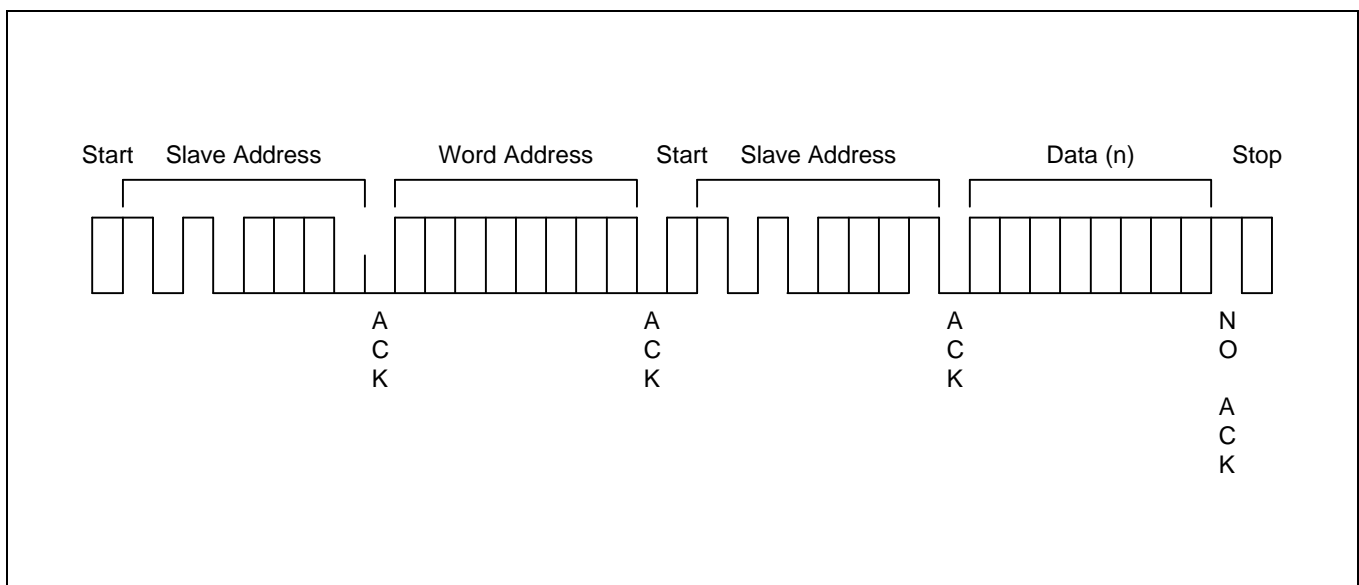 Start Slave Address Word Address Start Slave Address Data (n) Stop
A A A N
C C C O
K K K
A
C
K